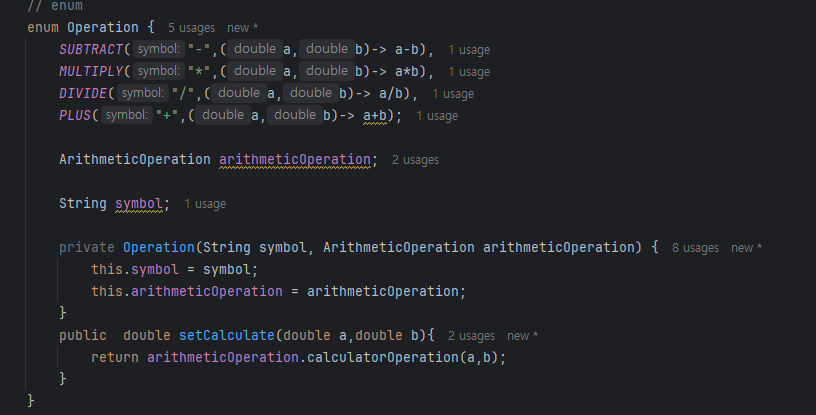 // enum
enum Operation {  5 usages  new *
    SUBTRACT( symbol: "-",( double a, double b)-> a-b),  1 usage
    MULTIPLY( symbol: "*",( double a, double b)-> a*b),  1 usage
    DIVIDE( symbol: "/",( double a, double b)-> a/b),  1 usage
    PLUS( symbol: "+",( double a, double b)-> a+b);  1 usage
    ArithmeticOperation arithmeticOperation;  2 usages
    String symbol;  1 usage
    private Operation(String symbol, ArithmeticOperation arithmeticOperation) {  8 usages  new *
        this.symbol = symbol;
        this.arithmeticOperation = arithmeticOperation;
    }
    public  double setCalculate(double a,double b){  2 usages  new *
        return arithmeticOperation.calculatorOperation(a,b);
    }
}